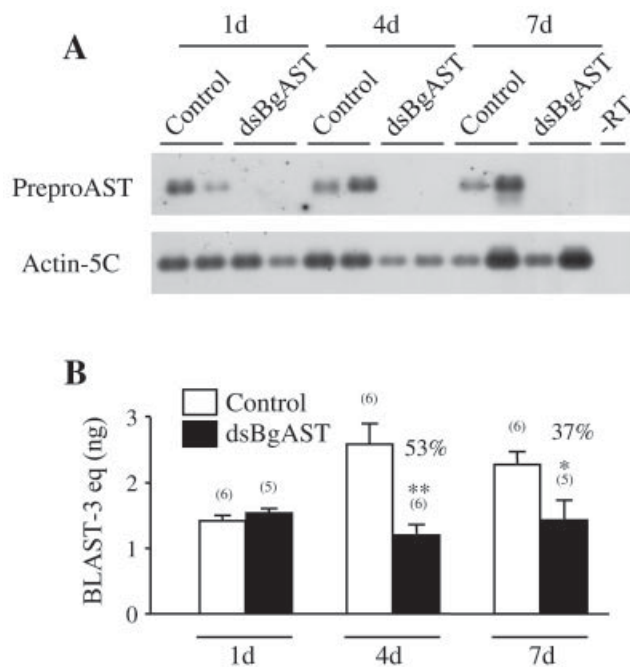 A
1d 4d 7d
Control dsBgAST Control dsBgAST Control dsBgAST -RT
PreproAST
Actin-5C
B
Control
dsBgAST
BLAST-3 eq (ng)
3
2
1
0
(6) (5) (6) 53% ** (6) (6) 37% * (5)
1d 4d 7d